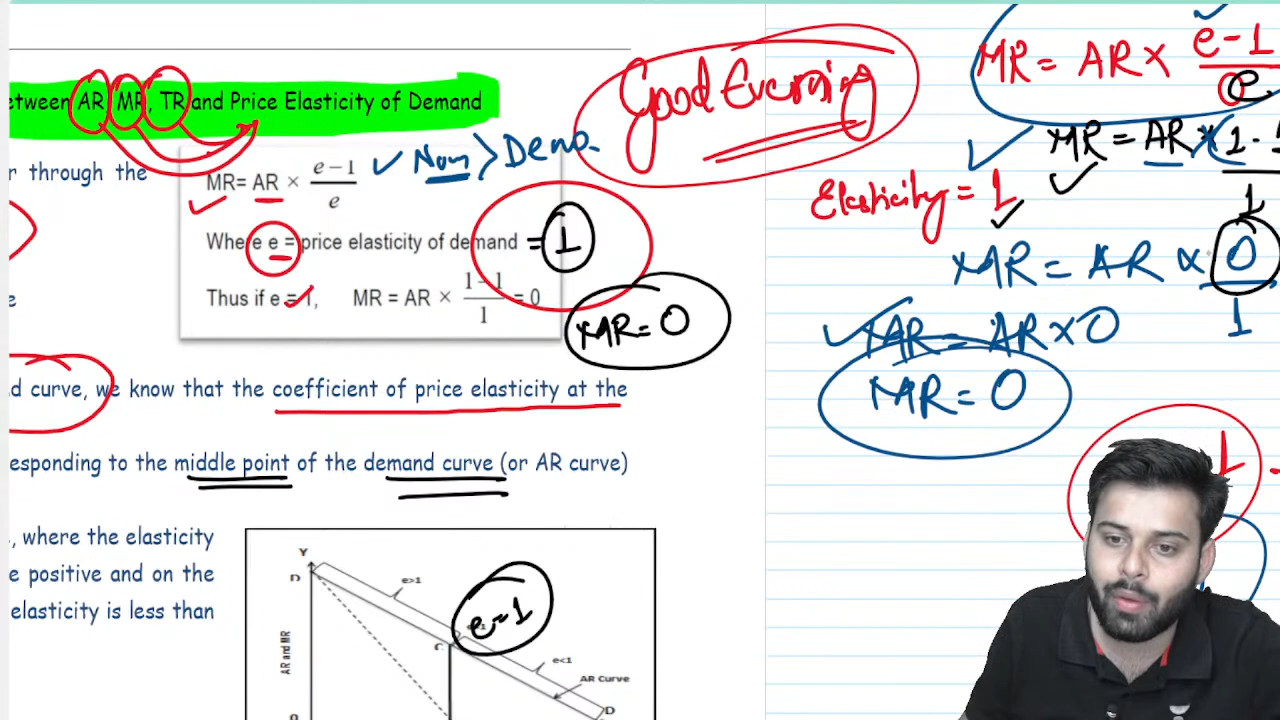 etween AR, MR, TR and Price Elasticity of Demand
r through the
MR= AR × e – 1
e
Where e = price elasticity of demand = 1
Thus if e = 1, MR = AR × 1 – 1 = 0
1
MR = 0
d curve, we know that the coefficient of price elasticity at the
esponding to the middle point of the demand curve (or AR curve)
, where the elasticity
e positive and on the
elasticity is less than
Y
D
e>1
e=1
C
e<1
AR Curve
D
AR and MR
Num > Deno.
Good Evening
MR = AR × e - 1
e
MR = AR × 1 - 1
1
Elasticity = 1
MR = AR × 0
1
MR = AR × 0
MR = 0
1